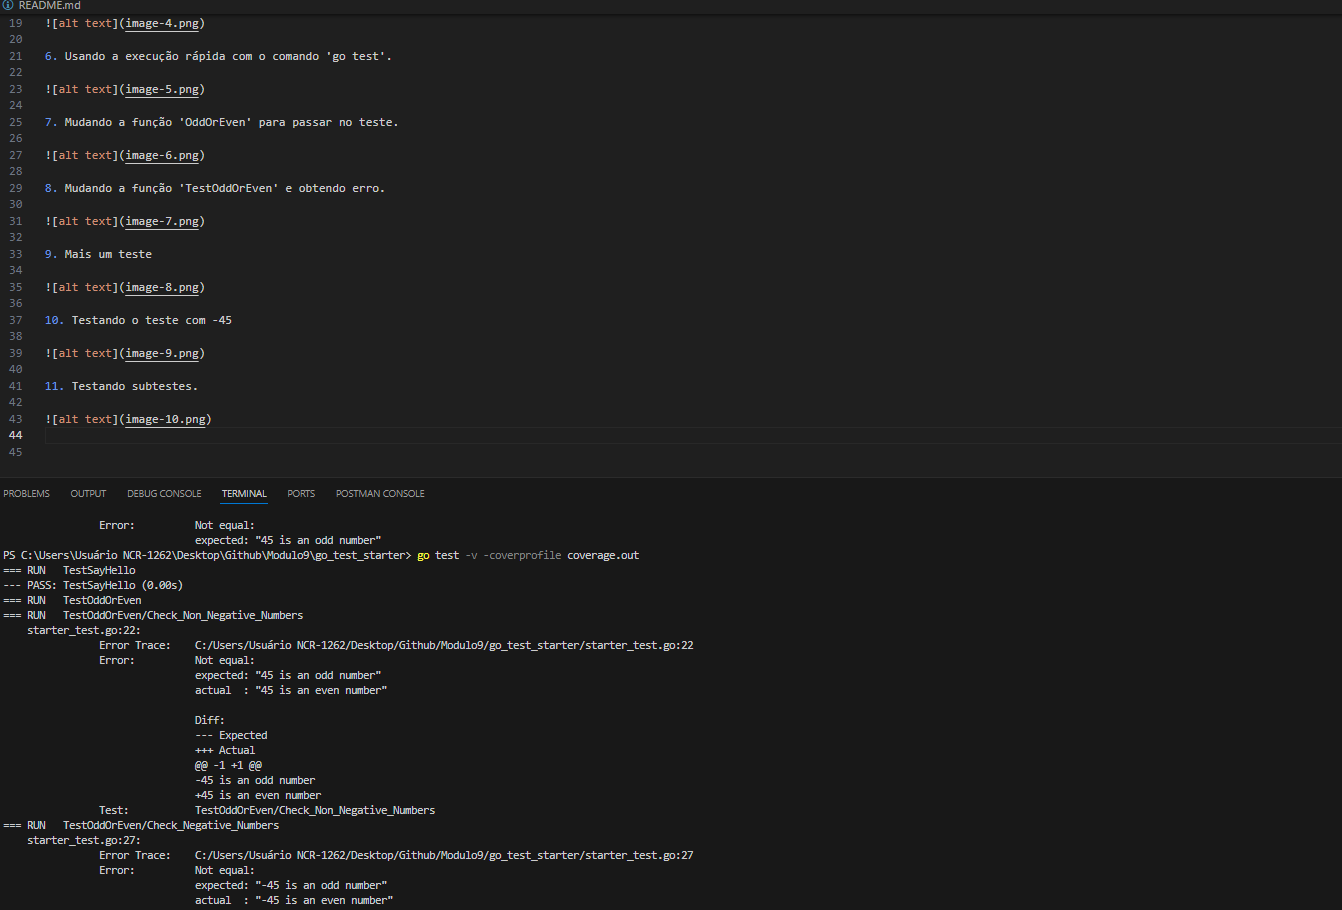 README.md
19 ![alt text](image-4.png)
20
21 6. Usando a execução rápida com o comando 'go test'.
22
23 ![alt text](image-5.png)
24
25 7. Mudando a função 'OddOrEven' para passar no teste.
26
27 ![alt text](image-6.png)
28
29 8. Mudando a função 'TestOddOrEven' e obtendo erro.
30
31 ![alt text](image-7.png)
32
33 9. Mais um teste
34
35 ![alt text](image-8.png)
36
37 10. Testando o teste com -45
38
39 ![alt text](image-9.png)
40
41 11. Testando subtestes.
42
43 ![alt text](image-10.png)
44
45
PROBLEMS OUTPUT DEBUG CONSOLE TERMINAL PORTS POSTMAN CONSOLE
Error: Not equal:
expected: "45 is an odd number"
PS C:\Users\Usuário NCR-1262\Desktop\Github\Modulo9\go_test_starter> go test -v -coverprofile coverage.out
=== RUN TestSayHello
--- PASS: TestSayHello (0.00s)
=== RUN TestOddOrEven
=== RUN TestOddOrEven/Check_Non_Negative_Numbers
starter_test.go:22:
Error Trace: C:/Users/Usuário NCR-1262/Desktop/Github/Modulo9/go_test_starter/starter_test.go:22
Error: Not equal:
expected: "45 is an odd number"
actual : "45 is an even number"
Diff:
--- Expected
+++ Actual
@@ -1 +1 @@
-45 is an odd number
+45 is an even number
Test: TestOddOrEven/Check_Non_Negative_Numbers
=== RUN TestOddOrEven/Check_Negative_Numbers
starter_test.go:27:
Error Trace: C:/Users/Usuário NCR-1262/Desktop/Github/Modulo9/go_test_starter/starter_test.go:27
Error: Not equal:
expected: "-45 is an odd number"
actual : "-45 is an even number"